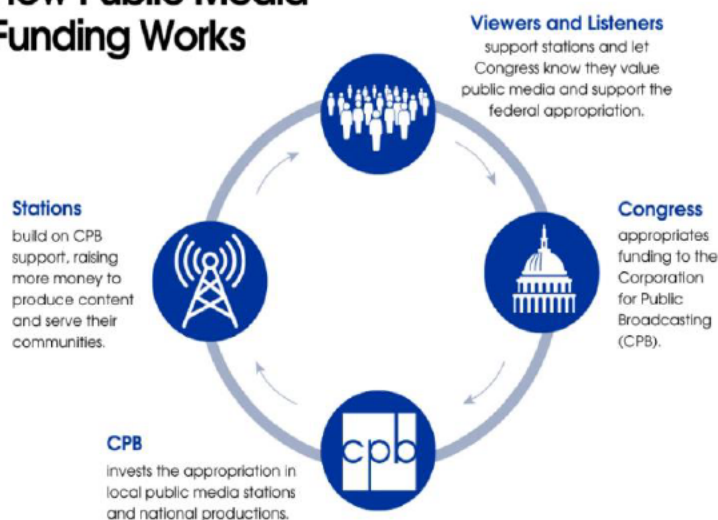 How Public Media
Funding Works
Viewers and Listeners
support stations and let
Congress know they value
public media and support the
federal appropriation.
Stations
build on CPB
support, raising
more money to
produce content
and serve their
communities.
Congress
appropriates
funding to the
Corporation
for Public
Broadcasting
(CPB).
CPB
invests the appropriation in
local public media stations
and national productions.
cpb